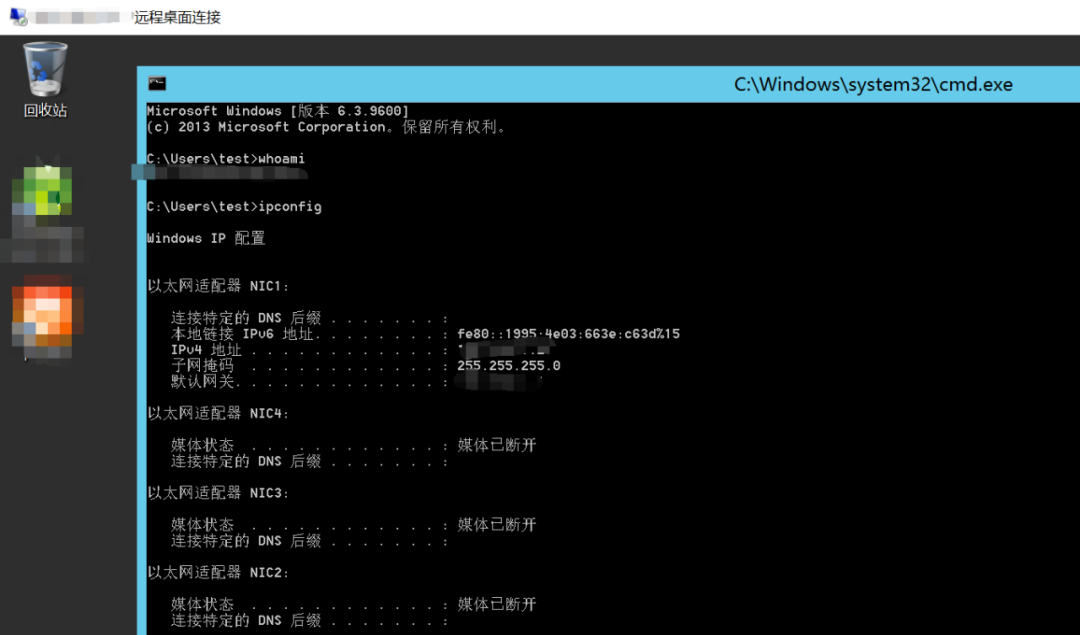 远程桌面连接
回收站
C:\Windows\system32\cmd.exe
Microsoft Windows [版本 6.3.9600]
(c) 2013 Microsoft Corporation。保留所有权利。
C:\Users\test>whoami
C:\Users\test>ipconfig
Windows IP 配置
以太网适配器 NIC1:
连接特定的 DNS 后缀 . . . . . . . :
本地链接 IPv6 地址. . . . . . . . : fe80::1995:4e03:663e:c63d%15
IPv4 地址 . . . . . . . . . . . . :
子网掩码 . . . . . . . . . . . . : 255.255.255.0
默认网关. . . . . . . . . . . . . :
以太网适配器 NIC4:
媒体状态 . . . . . . . . . . . . : 媒体已断开
连接特定的 DNS 后缀 . . . . . . . :
以太网适配器 NIC3:
媒体状态 . . . . . . . . . . . . : 媒体已断开
连接特定的 DNS 后缀 . . . . . . . :
以太网适配器 NIC2:
媒体状态 . . . . . . . . . . . . : 媒体已断开
连接特定的 DNS 后缀 . . . . . . . :